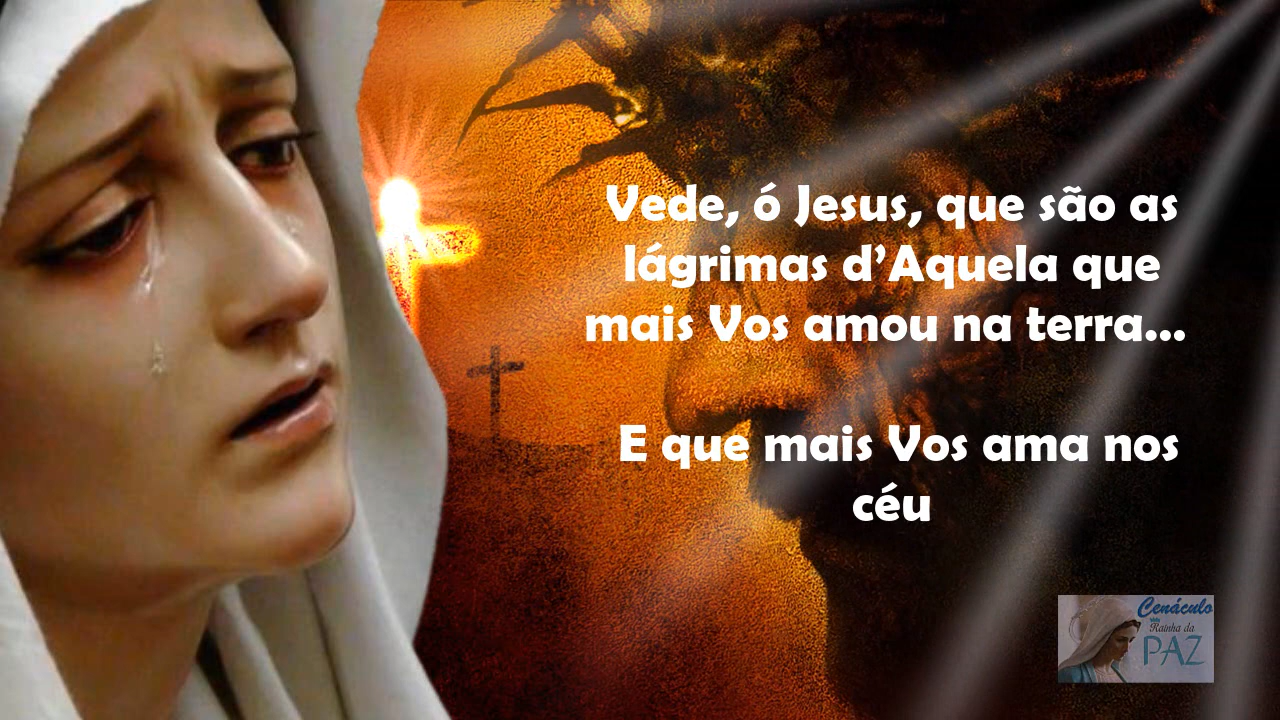 Vede, ó Jesus, que são as
lágrimas d’Aquela que
mais Vos amou na terra...
E que mais Vos ama nos
céu
Cenáculo
Rainha da
PAZ